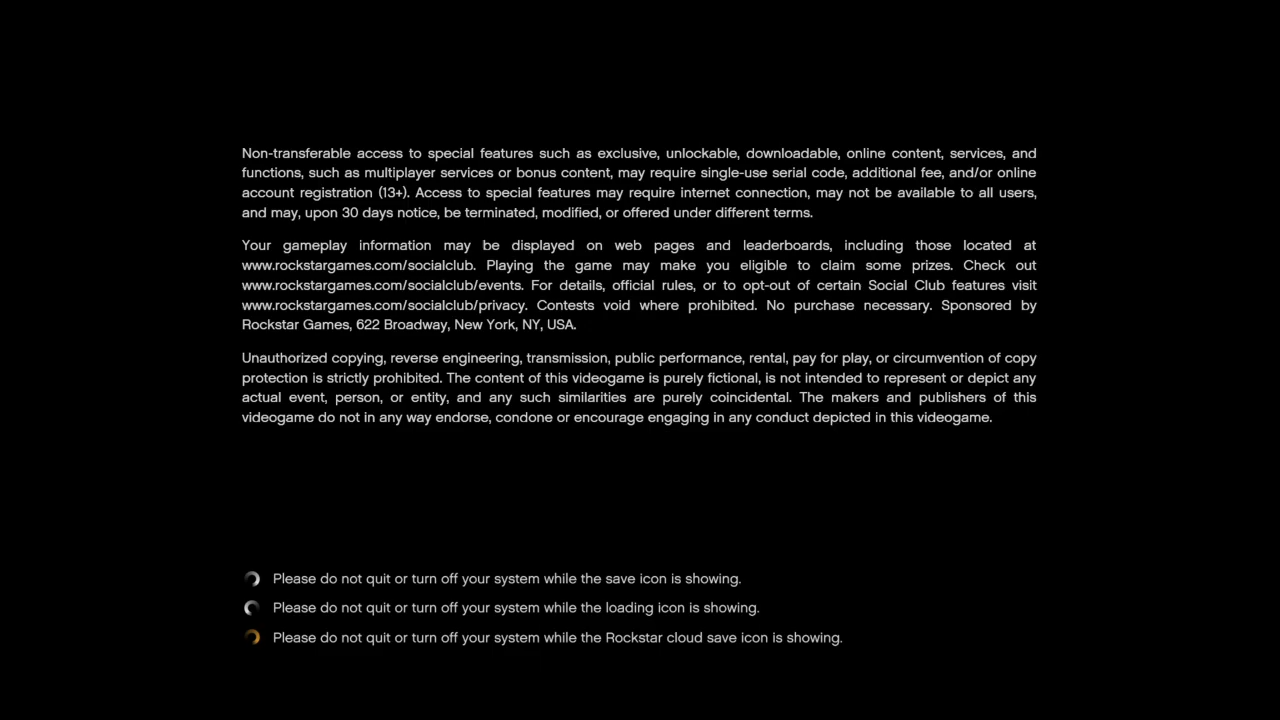 Non-transferable access to special features such as exclusive, unlockable, downloadable, online content, services, and
functions, such as multiplayer services or bonus content, may require single-use serial code, additional fee, and/or online
account registration (13+). Access to special features may require internet connection, may not be available to all users,
and may, upon 30 days notice, be terminated, modified, or offered under different terms.
Your gameplay information may be displayed on web pages and leaderboards, including those located at
www.rockstargames.com/socialclub. Playing the game may make you eligible to claim some prizes. Check out
www.rockstargames.com/socialclub/events. For details, official rules, or to opt-out of certain Social Club features visit
www.rockstargames.com/socialclub/privacy. Contests void where prohibited. No purchase necessary. Sponsored by
Rockstar Games, 622 Broadway, New York, NY, USA.
Unauthorized copying, reverse engineering, transmission, public performance, rental, pay for play, or circumvention of copy
protection is strictly prohibited. The content of this videogame is purely fictional, is not intended to represent or depict any
actual event, person, or entity, and any such similarities are purely coincidental. The makers and publishers of this
videogame do not in any way endorse, condone or encourage engaging in any conduct depicted in this videogame.
Please do not quit or turn off your system while the save icon is showing.
Please do not quit or turn off your system while the loading icon is showing.
Please do not quit or turn off your system while the Rockstar cloud save icon is showing.